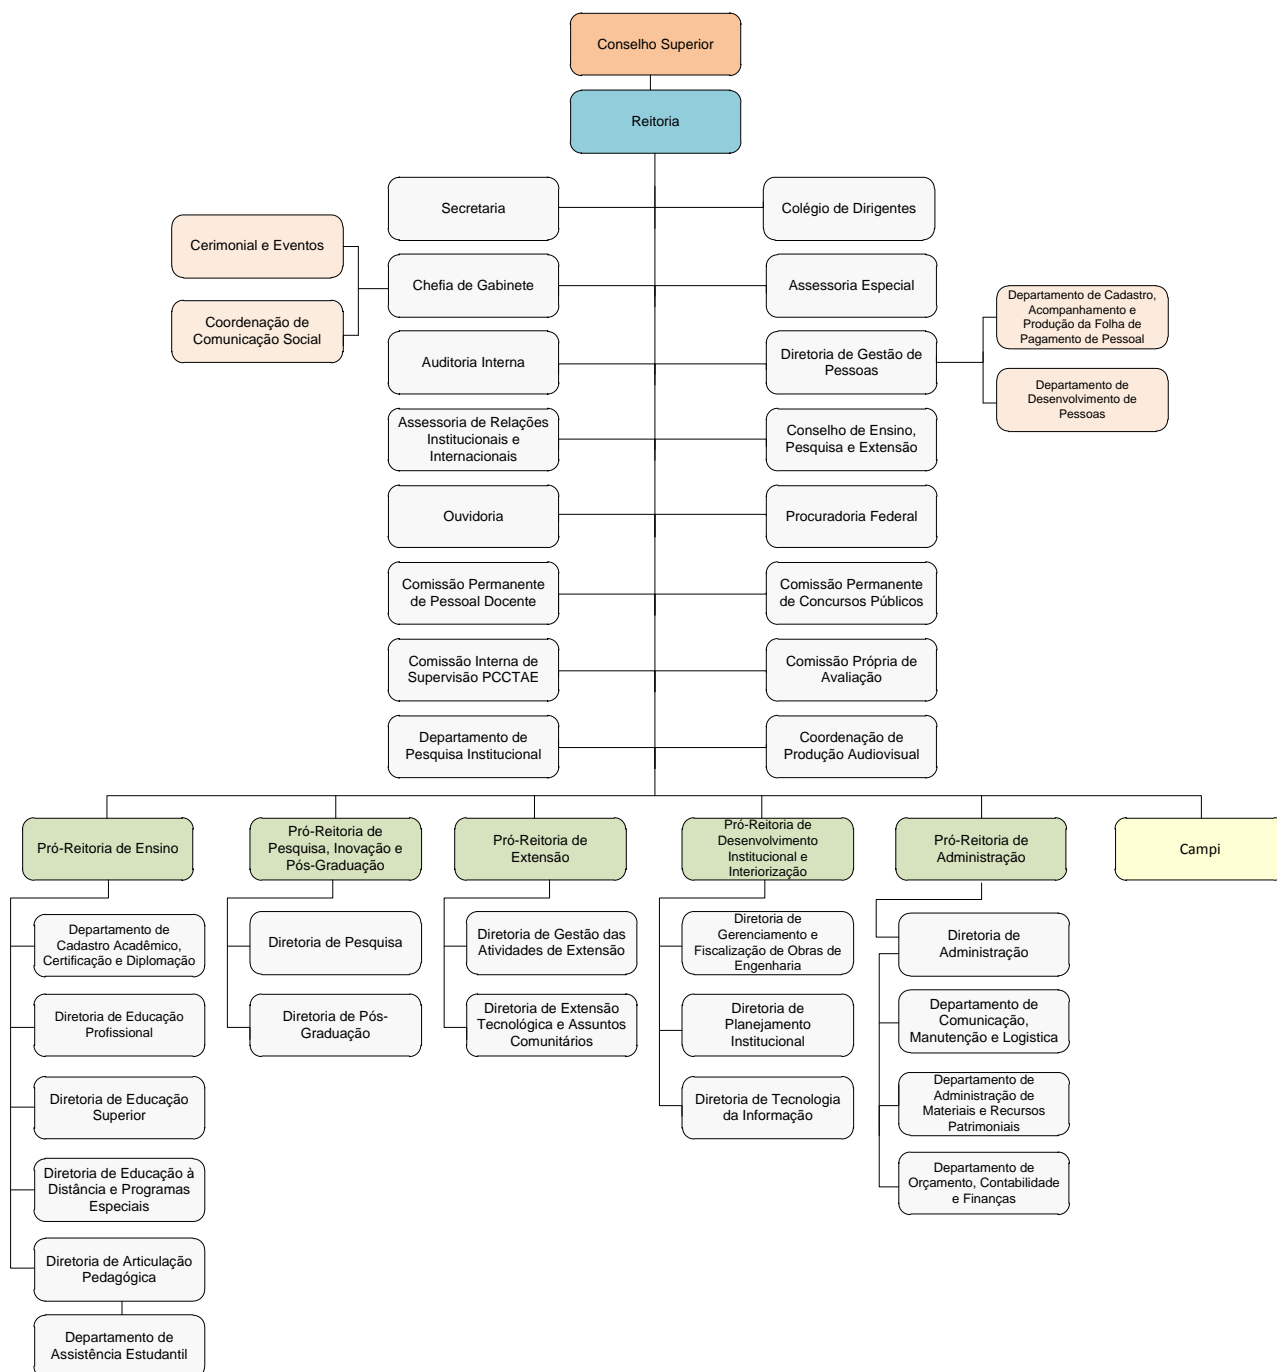 Conselho Superior
Reitoria
Secretaria
Colégio de Dirigentes
Cerimonial e Eventos
Chefia de Gabinete
Assessoria Especial
Departamento de Cadastro,
Acompanhamento e
Produção da Folha de
Pagamento de Pessoal
Coordenação de
Comunicação Social
Auditoria Interna
Diretoria de Gestão de
Pessoas
Departamento de
Desenvolvimento de
Pessoas
Assessoria de Relações
Institucionais e
Internacionais
Conselho de Ensino,
Pesquisa e Extensão
Ouvidoria
Procuradoria Federal
Comissão Permanente
de Pessoal Docente
Comissão Permanente
de Concursos Públicos
Comissão Interna de
Supervisão PCCTAE
Comissão Própria de
Avaliação
Departamento de
Pesquisa Institucional
Coordenação de
Produção Audiovisual
Pró-Reitoria de Ensino
Pró-Reitoria de
Pesquisa, Inovação e
Pós-Graduação
Pró-Reitoria de
Extensão
Pró-Reitoria de
Desenvolvimento
Institucional e
Interiorização
Pró-Reitoria de
Administração
Campi
Departamento de
Cadastro Acadêmico,
Certificação e Diplomação
Diretoria de Pesquisa
Diretoria de Gestão das
Atividades de Extensão
Diretoria de
Gerenciamento e
Fiscalização de Obras de
Engenharia
Diretoria de
Administração
Diretoria de Educação
Profissional
Diretoria de Pós-
Graduação
Diretoria de Extensão
Tecnológica e Assuntos
Comunitários
Diretoria de
Planejamento
Institucional
Departamento de
Comunicação,
Manutenção e Logistica
Diretoria de Educação
Superior
Diretoria de Tecnologia
da Informação
Departamento de
Administração de
Materiais e Recursos
Patrimoniais
Diretoria de Educação à
Distância e Programas
Especiais
Departamento de
Orçamento, Contabilidade
e Finanças
Diretoria de Articulação
Pedagógica
Departamento de
Assistência Estudantil